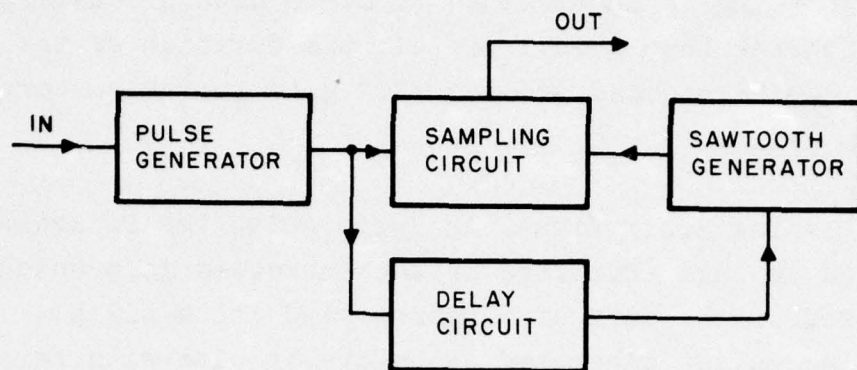 OUT
IN
PULSE
GENERATOR
SAMPLING
CIRCUIT
SAWTOOTH
GENERATOR
DELAY
CIRCUIT